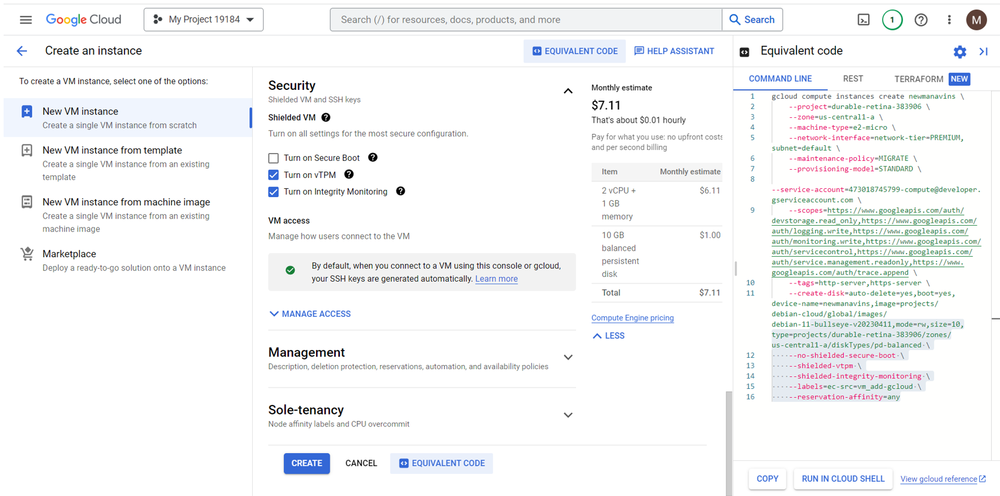 Google Cloud
My Project 19184
Search (/) for resources, docs, products, and more
Search
1
M
Create an instance
EQUIVALENT CODE
HELP ASSISTANT
To create a VM instance, select one of the options:
New VM instance
Create a single VM instance from scratch
New VM instance from template
Create a single VM instance from an existing
template
New VM instance from machine image
Create a single VM instance from an existing
machine image
Marketplace
Deploy a ready-to-go solution onto a VM instance
Security
Shielded VM and SSH keys
Shielded VM
Turn on all settings for the most secure configuration.
Turn on Secure Boot
Turn on vTPM
Turn on Integrity Monitoring
VM access
Manage how users connect to the VM
By default, when you connect to a VM using this console or gcloud,
your SSH keys are generated automatically. Learn more
MANAGE ACCESS
Management
Description, deletion protection, reservations, automation, and availability policies
Sole-tenancy
Node affinity labels and CPU overcommit
CREATE
CANCEL
EQUIVALENT CODE
Monthly estimate
$7.11
That's about $0.01 hourly
Pay for what you use: no upfront costs
and per second billing
Item Monthly estimate
2 vCPU + $6.11
1 GB
memory
10 GB $1.00
balanced
persistent
disk
Total $7.11
Compute Engine pricing
LESS
Equivalent code
COMMAND LINE
REST
TERRAFORM NEW
1 gcloud compute instances create newmanavins \
2 --project=durable-retina-383906 \
3 --zone=us-central1-a \
4 --machine-type=e2-micro \
5 --network-interface=network-tier=PREMIUM,
subnet=default \
6 --maintenance-policy=MIGRATE \
7 --provisioning-model=STANDARD \
8
--service-account=473018745799-compute@developer.
gserviceaccount.com \
9 --scopes=https://www.googleapis.com/auth/
devstorage.read_only,https://www.googleapis.com/
auth/logging.write,https://www.googleapis.com/
auth/monitoring.write,https://www.googleapis.com/
auth/servicecontrol,https://www.googleapis.com/
auth/service.management.readonly,https://www.
googleapis.com/auth/trace.append \
10 --tags=http-server,https-server \
11 --create-disk=auto-delete=yes,boot=yes,
device-name=newmanavins,image=projects/
debian-cloud/global/images/
debian-11-bullseye-v20230411,mode=rw,size=10,
type=projects/durable-retina-383906/zones/
us-central1-a/diskTypes/pd-balanced \
12 --no-shielded-secure-boot \
13 --shielded-vtpm \
14 --shielded-integrity-monitoring \
15 --labels=ec-src=vm_add-gcloud \
16 --reservation-affinity=any
COPY
RUN IN CLOUD SHELL
View gcloud reference